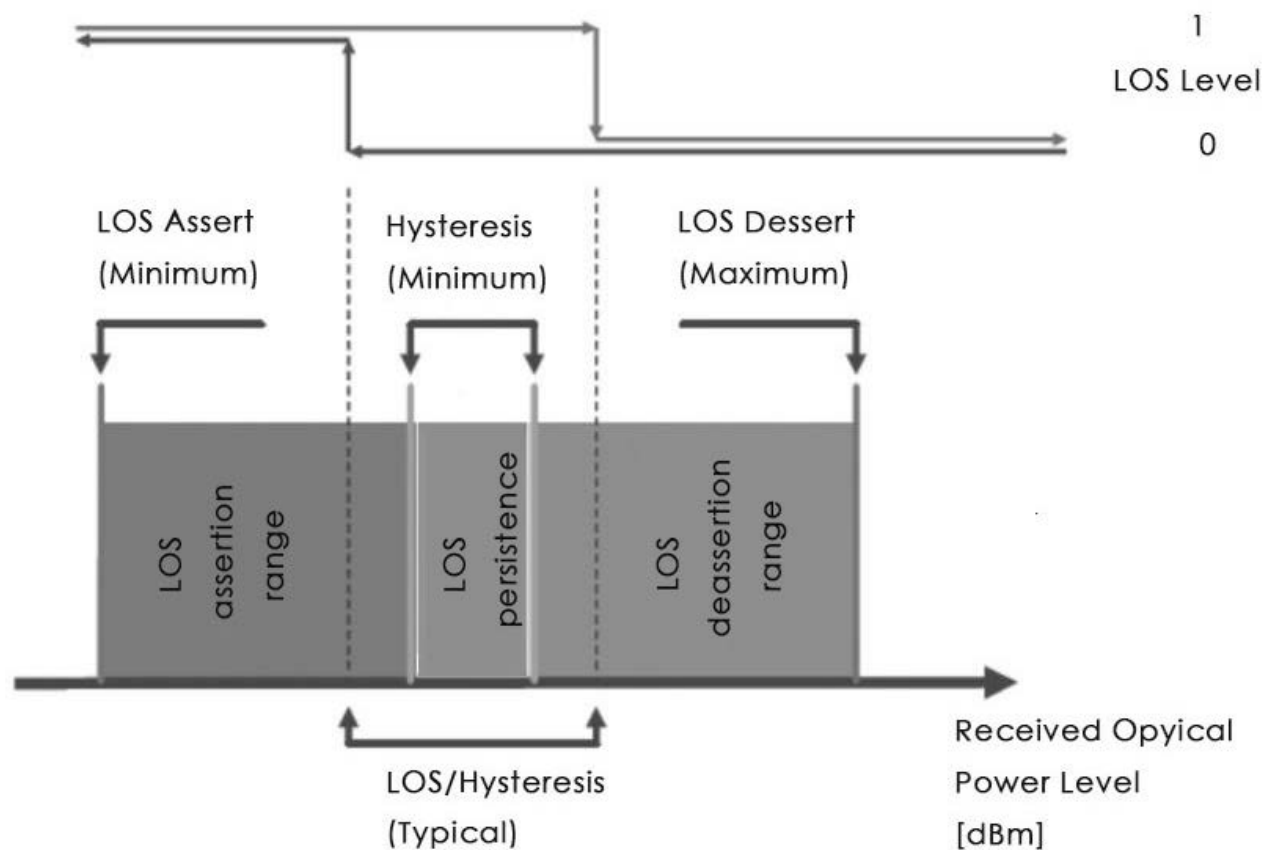 1
LOS Level
0
LOS Assert
(Minimum)
Hysteresis
(Minimum)
LOS Dessert
(Maximum)
LOS
assertion
range
LOS
persistence
LOS
deassertion
range
LOS/Hysteresis
(Typical)
Received Opyical
Power Level
[dBm]